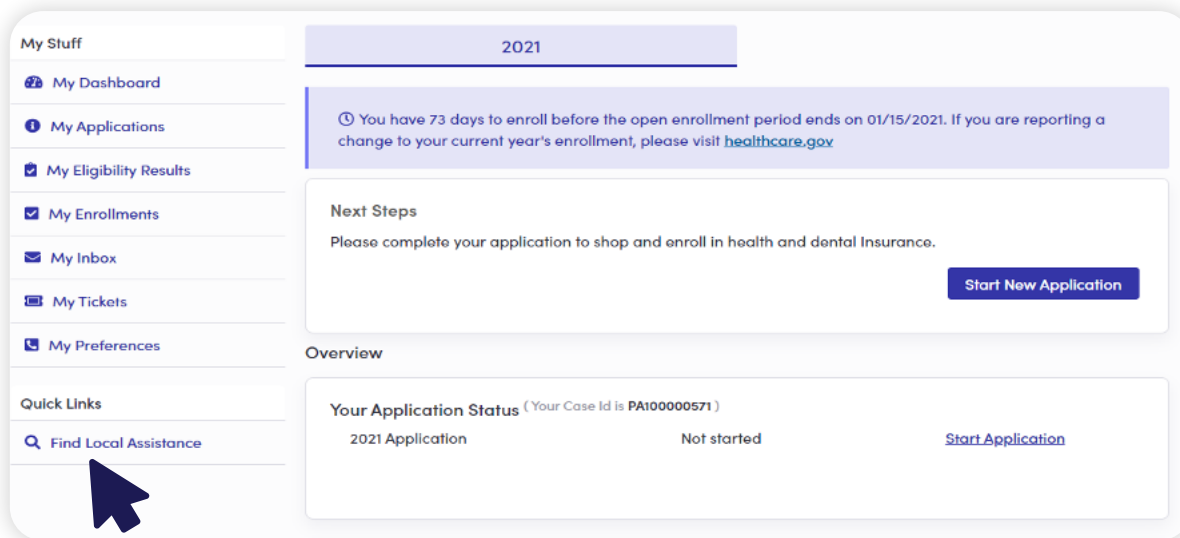 My Stuff
My Dashboard
My Applications
My Eligibility Results
My Enrollments
My Inbox
My Tickets
My Preferences
Quick Links
Find Local Assistance
2021
You have 73 days to enroll before the open enrollment period ends on 01/15/2021. If you are reporting a
change to your current year's enrollment, please visit healthcare.gov
Next Steps
Please complete your application to shop and enroll in health and dental Insurance.
Start New Application
Overview
Your Application Status ( Your Case Id is PA100000571 )
2021 Application Not started Start Application